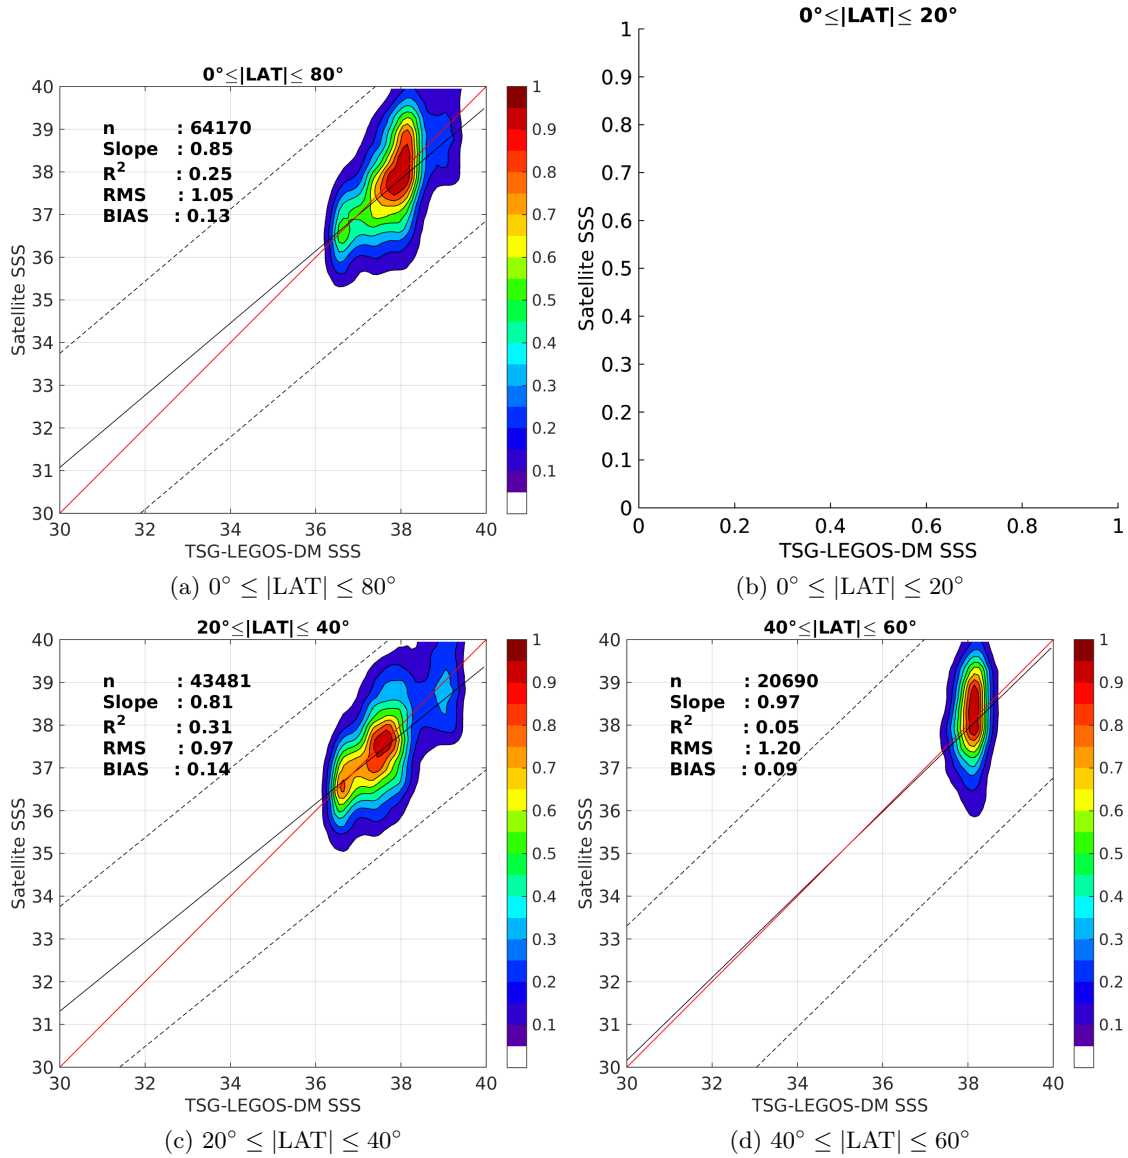 0°≤|LAT|≤ 80°
n : 64170
Slope : 0.85
R² : 0.25
RMS : 1.05
BIAS : 0.13
Satellite SSS
40
39
38
37
36
35
34
33
32
31
30
30 32 34 36 38 40
TSG-LEGOS-DM SSS
1
0.9
0.8
0.7
0.6
0.5
0.4
0.3
0.2
0.1
(a) 0° ≤ |LAT| ≤ 80°
0°≤|LAT|≤ 20°
Satellite SSS
1
0.9
0.8
0.7
0.6
0.5
0.4
0.3
0.2
0.1
0
0 0.2 0.4 0.6 0.8 1
TSG-LEGOS-DM SSS
(b) 0° ≤ |LAT| ≤ 20°
20°≤|LAT|≤ 40°
n : 43481
Slope : 0.81
R² : 0.31
RMS : 0.97
BIAS : 0.14
Satellite SSS
40
39
38
37
36
35
34
33
32
31
30
30 32 34 36 38 40
TSG-LEGOS-DM SSS
1
0.9
0.8
0.7
0.6
0.5
0.4
0.3
0.2
0.1
(c) 20° ≤ |LAT| ≤ 40°
40°≤|LAT|≤ 60°
n : 20690
Slope : 0.97
R² : 0.05
RMS : 1.20
BIAS : 0.09
Satellite SSS
40
39
38
37
36
35
34
33
32
31
30
30 32 34 36 38 40
TSG-LEGOS-DM SSS
1
0.9
0.8
0.7
0.6
0.5
0.4
0.3
0.2
0.1
(d) 40° ≤ |LAT| ≤ 60°